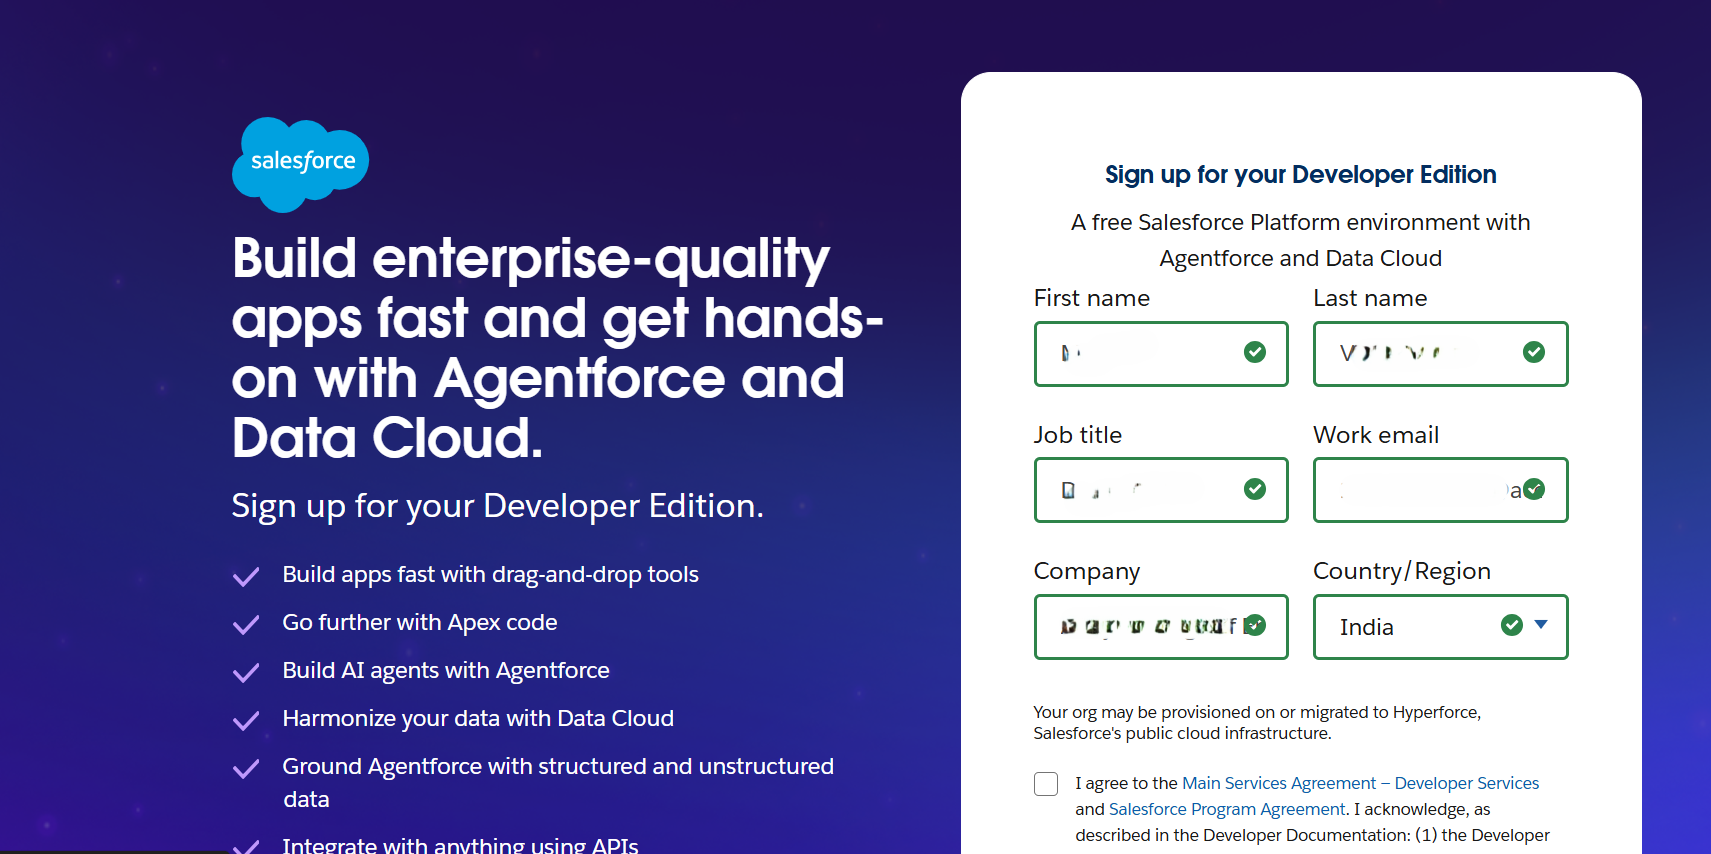 salesforce
Build enterprise-quality
apps fast and get hands-
on with Agentforce and
Data Cloud.
Sign up for your Developer Edition.
Build apps fast with drag-and-drop tools
Go further with Apex code
Build AI agents with Agentforce
Harmonize your data with Data Cloud
Ground Agentforce with structured and unstructured
data
Integrate with anything using APIs
Sign up for your Developer Edition
A free Salesforce Platform environment with
Agentforce and Data Cloud
First name
Last name
Job title
Work email
Company
Country/Region
India
Your org may be provisioned on or migrated to Hyperforce,
Salesforce's public cloud infrastructure.
I agree to the Main Services Agreement – Developer Services
and Salesforce Program Agreement. I acknowledge, as
described in the Developer Documentation: (1) the Developer